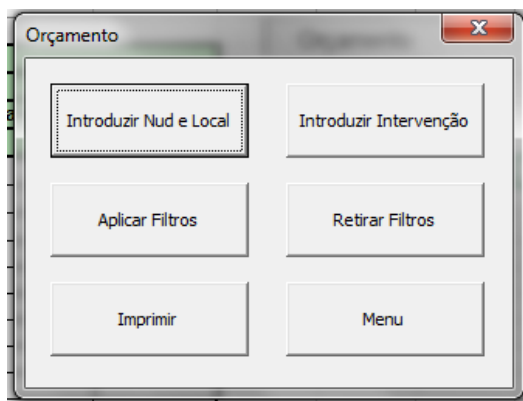 Orçamento
Introduzir Nud e Local
Introduzir Intervenção
Aplicar Filtros
Retirar Filtros
Imprimir
Menu